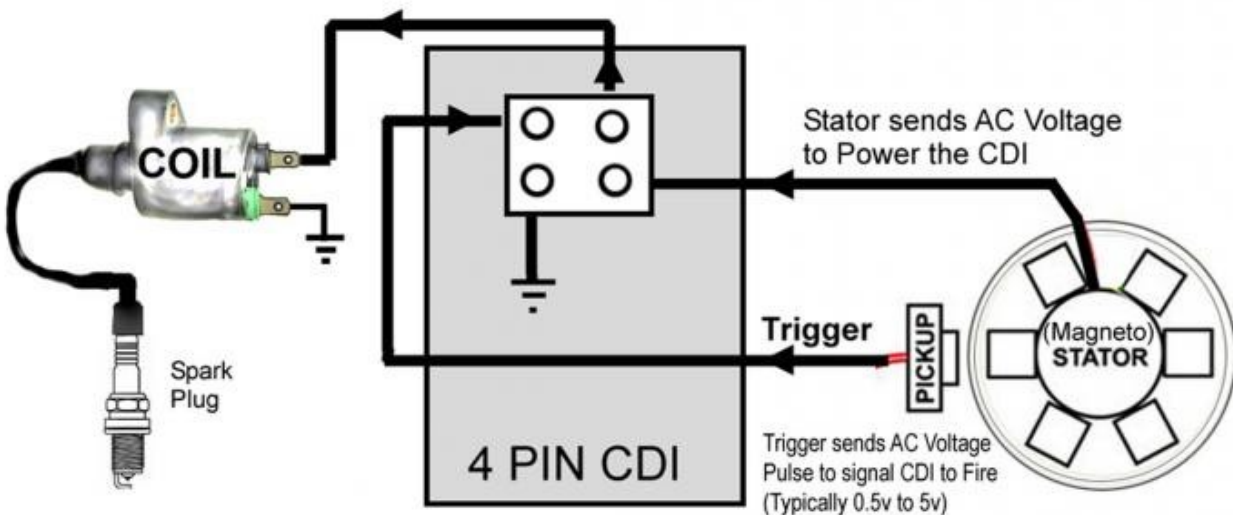 COIL
Stator sends AC Voltage
to Power the CDI
Spark
Plug
Trigger
PICKUP
(Magneto)
STATOR
4 PIN CDI
Trigger sends AC Voltage
Pulse to signal CDI to Fire
(Typically 0.5v to 5v)